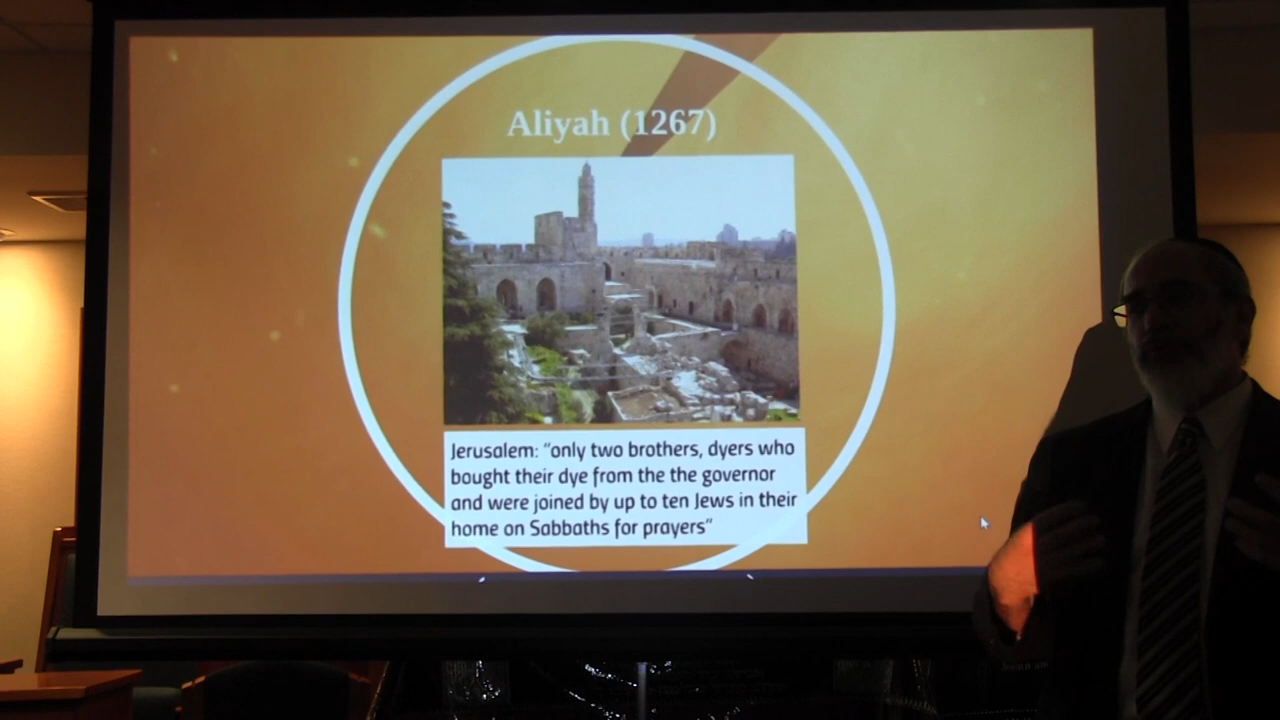 Aliyah (1267)
Jerusalem: “only two brothers, dyers who
bought their dye from the the governor
and were joined by up to ten Jews in their
home on Sabbaths for prayers”